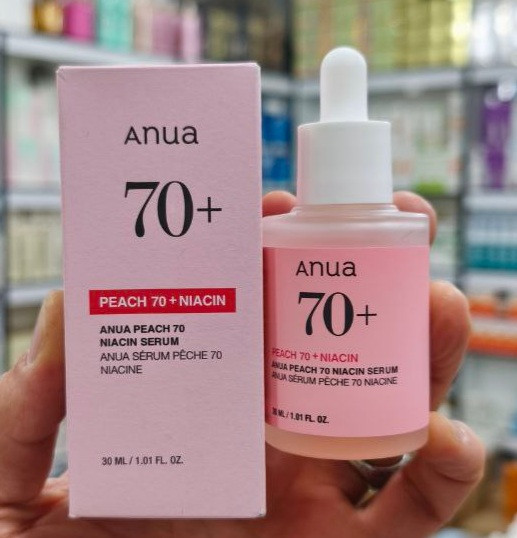 Anua
70+
PEACH 70 + NIACIN
ANUA PEACH 70
NIACIN SERUM
ANUA SÉRUM PÊCHE 70
NIACINE
30 ML / 1.01 FL. OZ.
Anua
70+
PEACH 70 + NIACIN
ANUA PEACH 70 NIACIN SERUM
ANUA SÉRUM PÊCHE 70 NIACINE
30 ML / 1.01 FL. OZ.